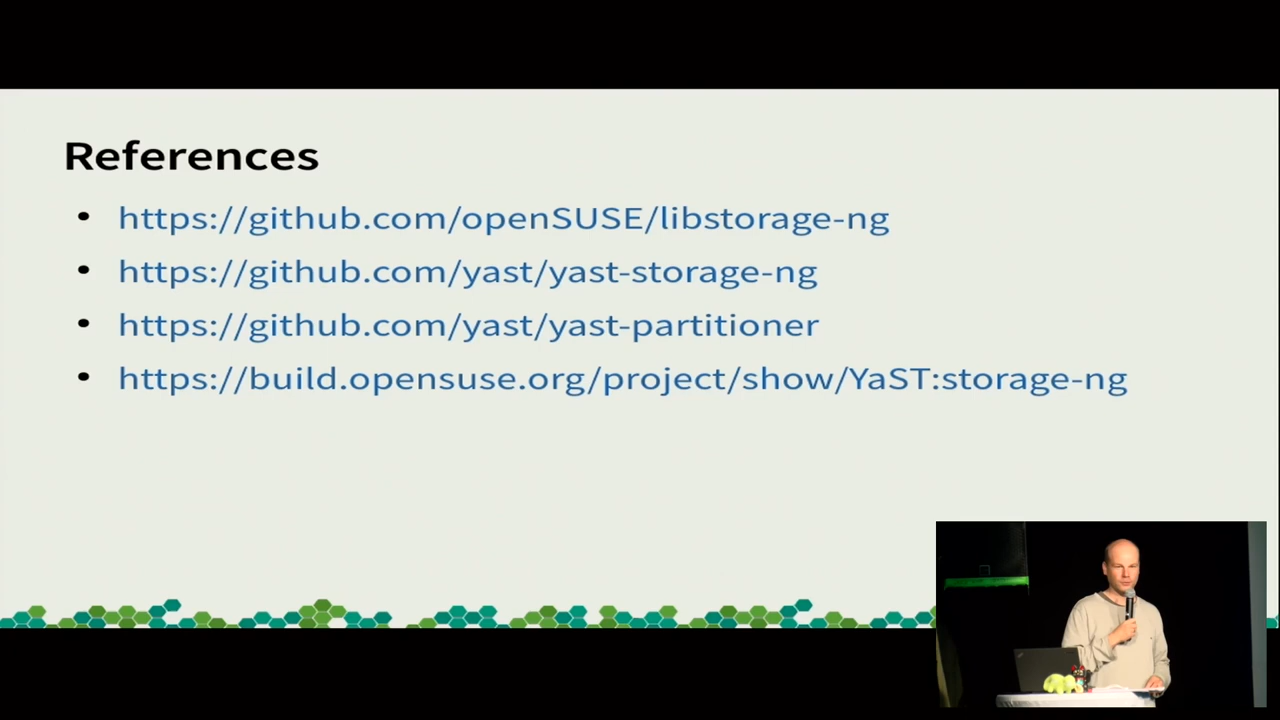 References
https://github.com/openSUSE/libstorage-ng
https://github.com/yast/yast-storage-ng
https://github.com/yast/yast-partitioner
https://build.opensuse.org/project/show/YaST:storage-ng